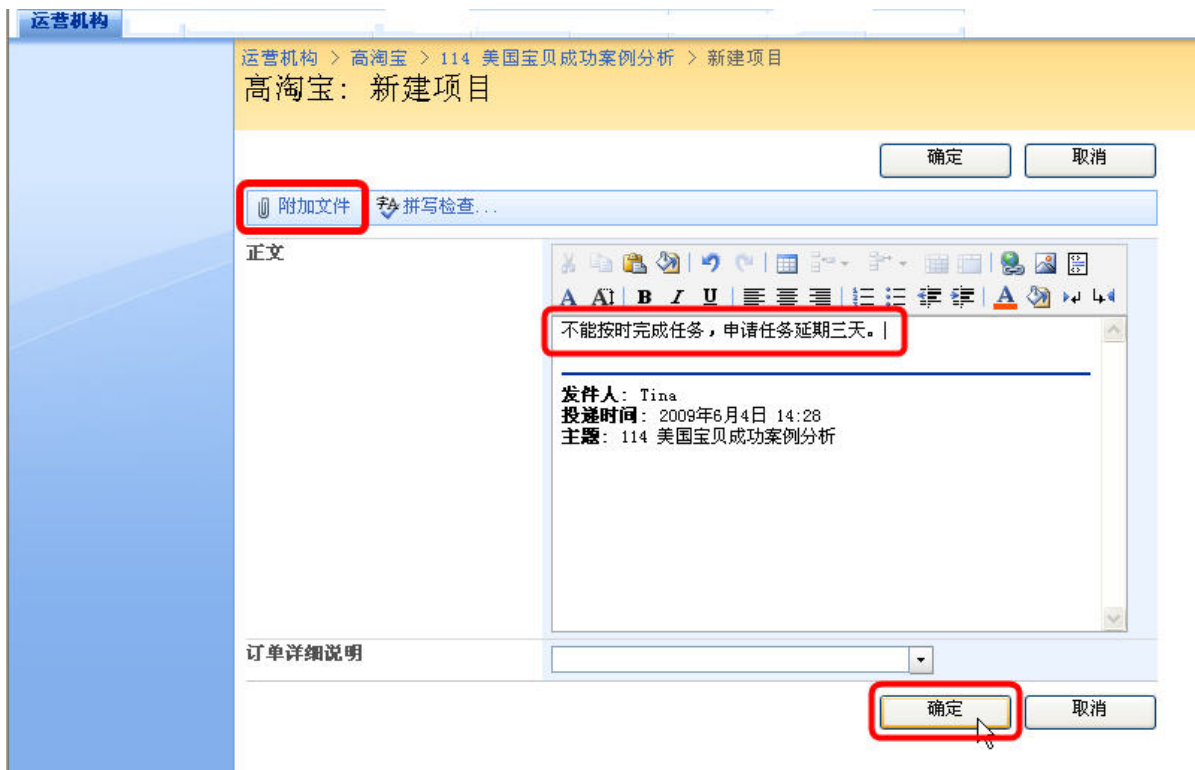 运营机构
运营机构 > 高淘宝 > 114 美国宝贝成功案例分析 > 新建项目
高淘宝: 新建项目
确定 取消
附加文件 拼写检查...
正文
A A B I U A
不能按时完成任务，申请任务延期三天。
发件人: Tina
投递时间: 2009年6月4日 14:28
主题: 114 美国宝贝成功案例分析
订单详细说明
确定 取消